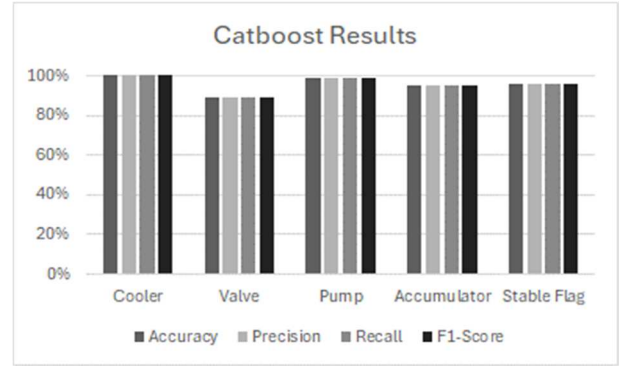 Catboost Results
100%
80%
60%
40%
20%
0%
Cooler Valve Pump Accumulator Stable Flag
Accuracy Precision Recall F1-Score